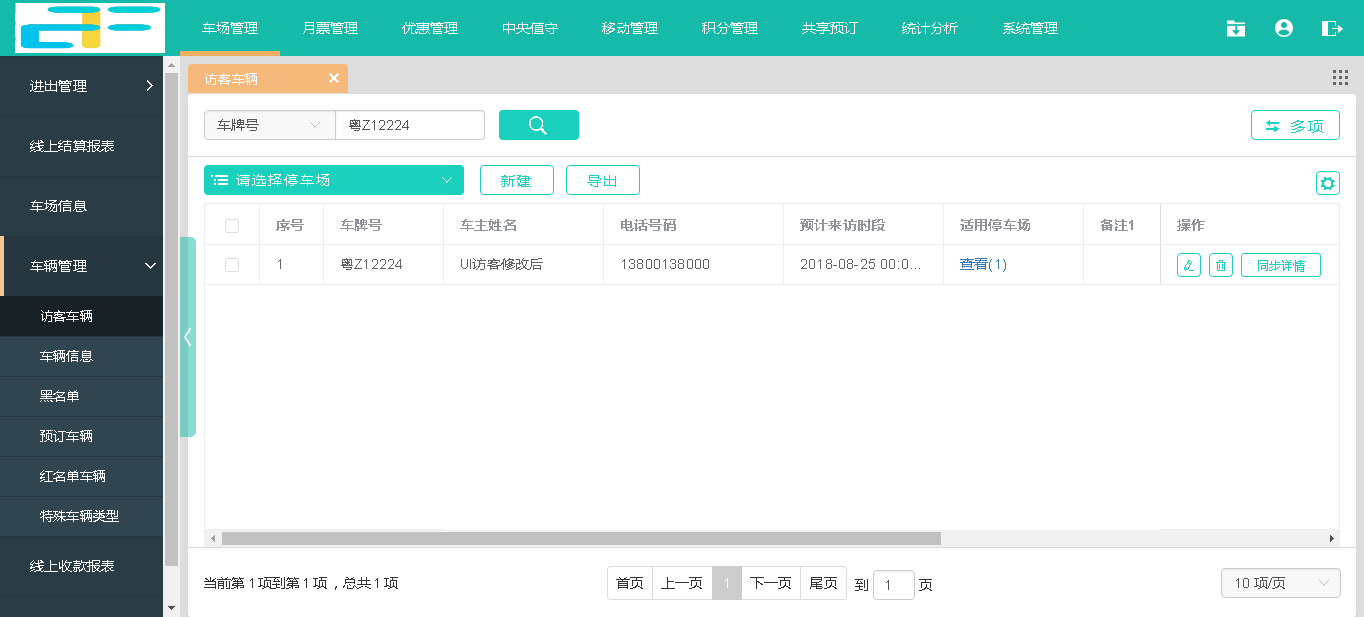 车场管理 月票管理 优惠管理 中央值守 移动管理 积分管理 共享预订 统计分析 系统管理
进出管理
线上结算报表
车场信息
车辆管理
访客车辆
车辆信息
黑名单
预订车辆
红名单车辆
特殊车辆类型
线上收款报表
访客车辆
车牌号 粤Z12224 多项
请选择停车场 新建 导出
序号 车牌号 车主姓名 电话号码 预计来访时段 适用停车场 备注1 操作
1 粤Z12224 UI访客修改后 13800138000 2018-08-25 00:0... 查看(1) 同步详情
当前第 1 项到第 1 项 ，总共 1 项 首页 上一页 1 下一页 尾页 到 1 页 10 项/页